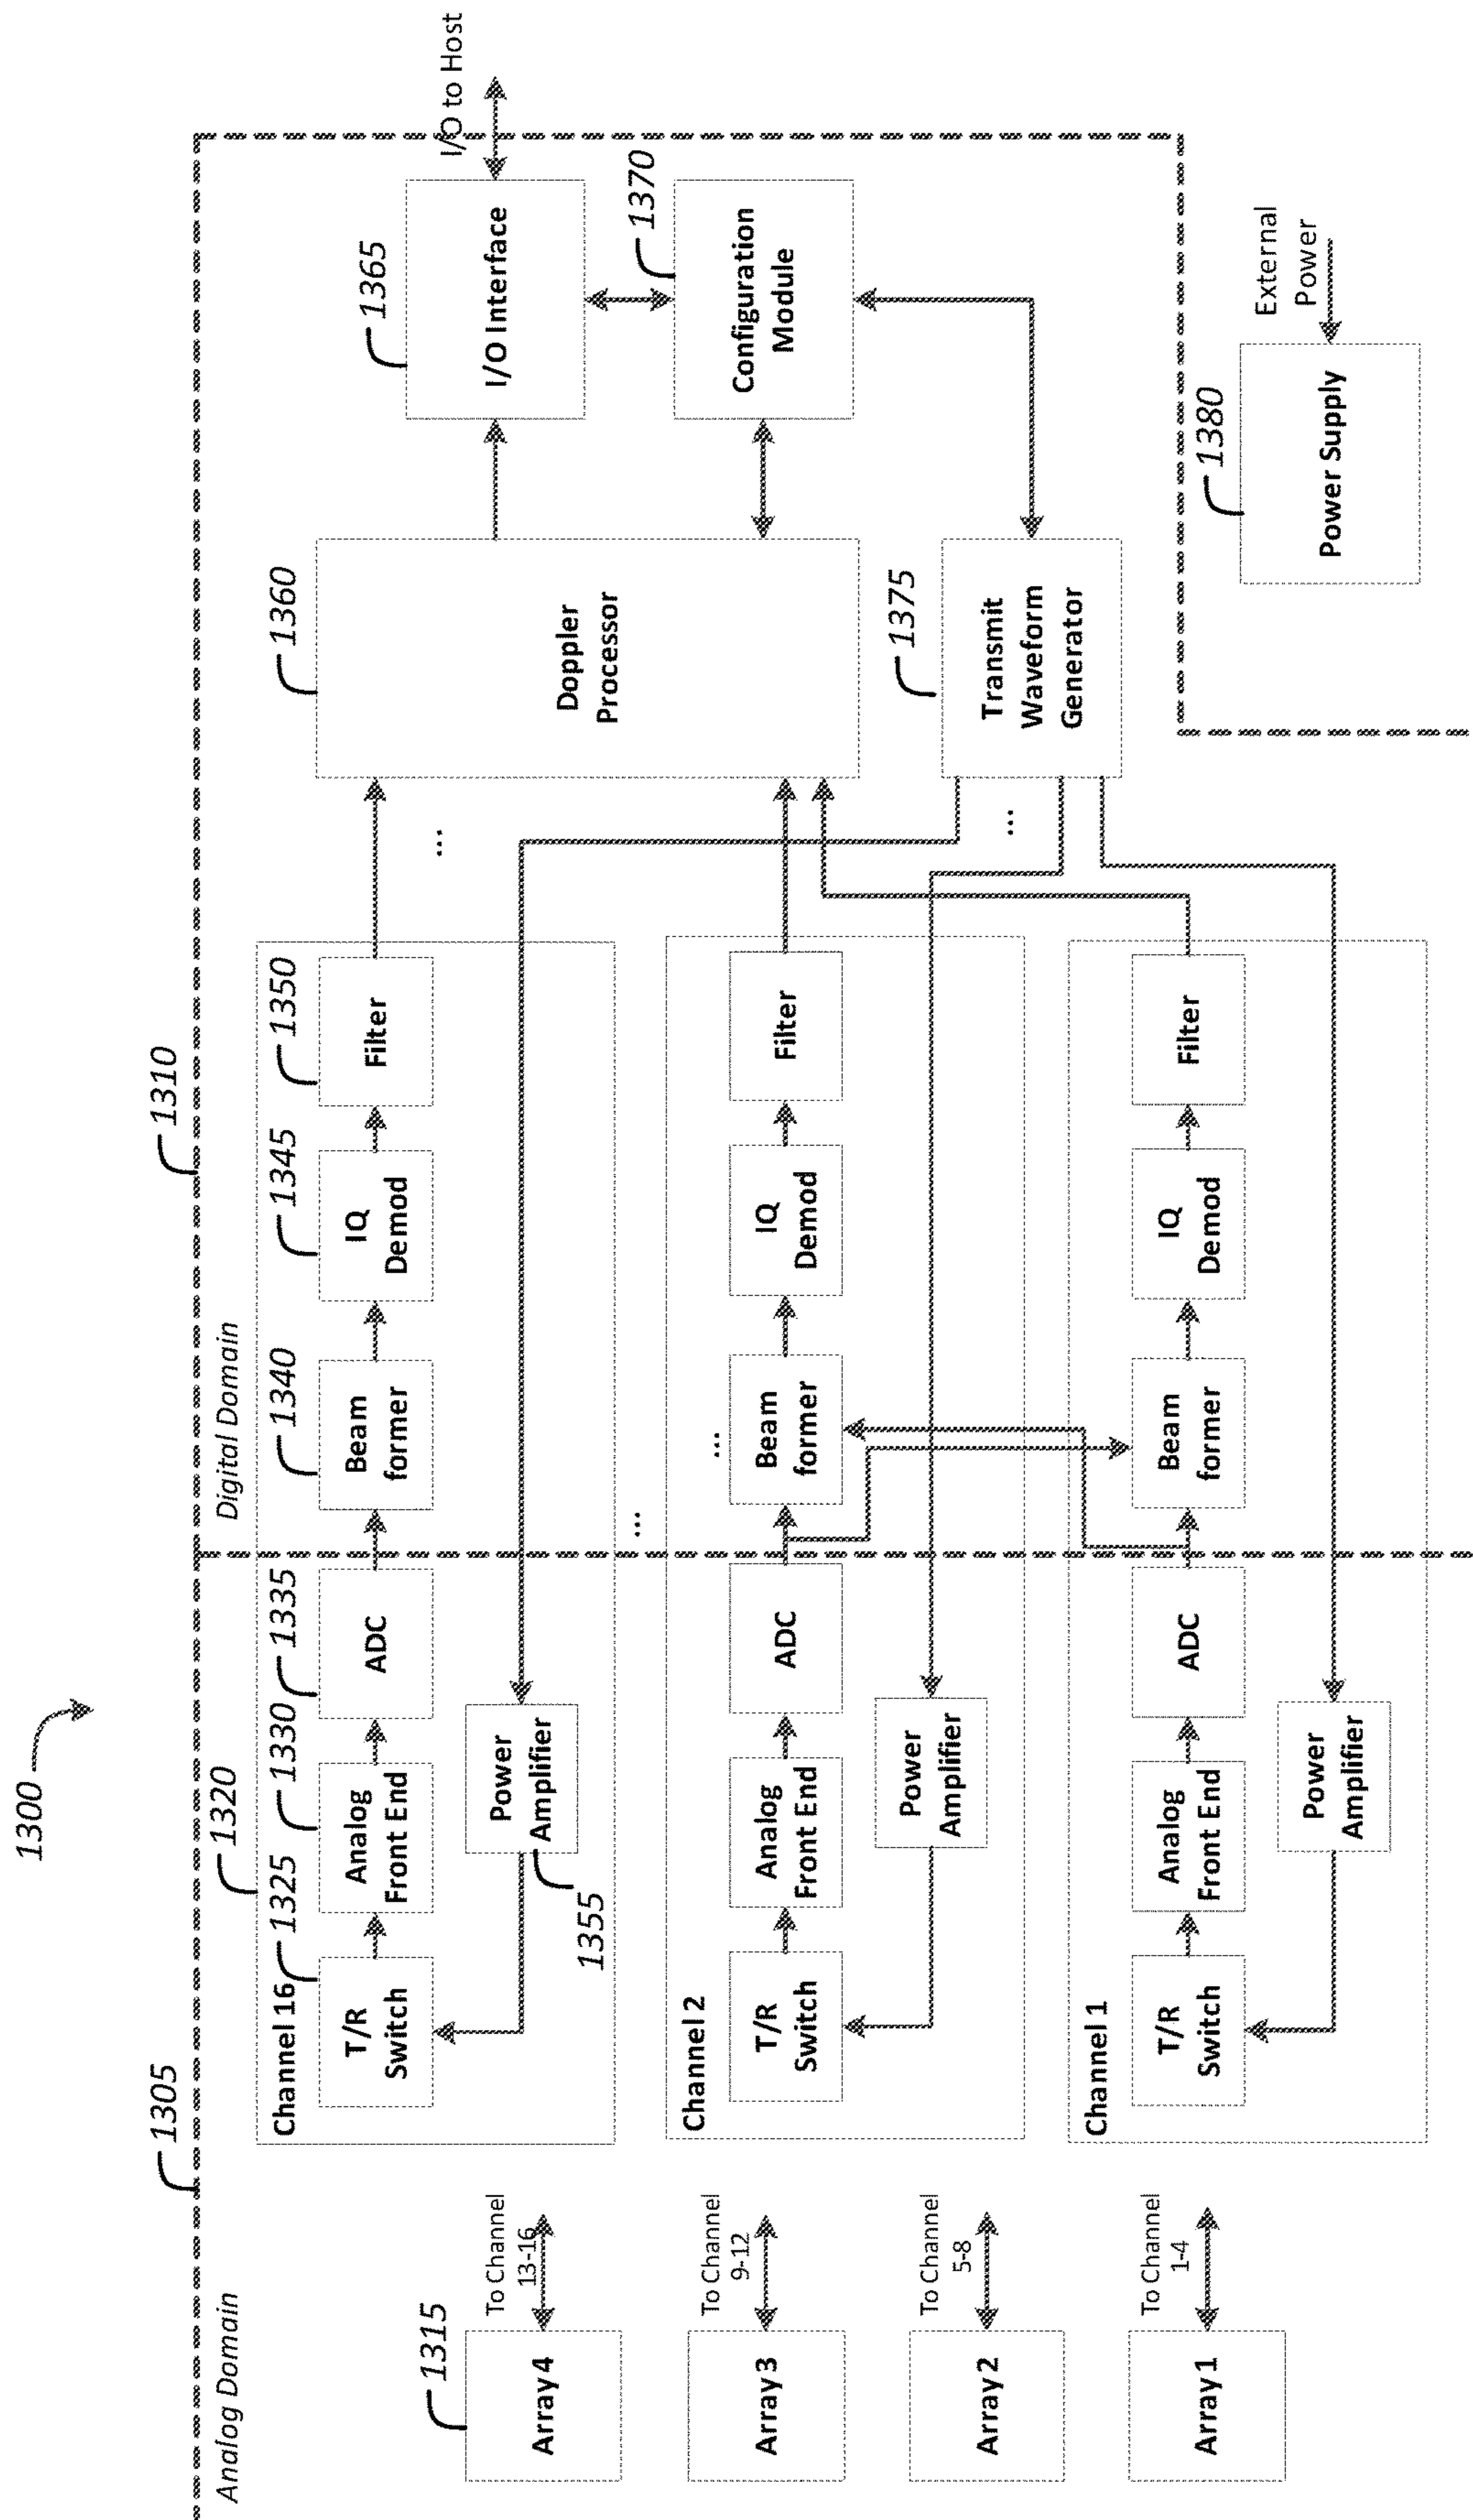 1300
1305
1310
Analog Domain
Digital Domain
1315
Array 4
To Channel
13-16
Array 3
To Channel
9-12
Array 2
To Channel
5-8
Array 1
To Channel
1-4
1320
Channel 16
1325
T/R
Switch
1330
Analog
Front End
1335
ADC
1340
Beam
former
1345
IQ
Demod
1350
Filter
Power
Amplifier
1355
...
...
Channel 2
T/R
Switch
Analog
Front End
ADC
...
Beam
former
IQ
Demod
Filter
Power
Amplifier
Channel 1
T/R
Switch
Analog
Front End
ADC
Beam
former
IQ
Demod
Filter
Power
Amplifier
1360
Doppler
Processor
1365
I/O Interface
I/O to Host
1370
Configuration
Module
1375
Transmit
Waveform
Generator
...
1380
Power Supply
External
Power